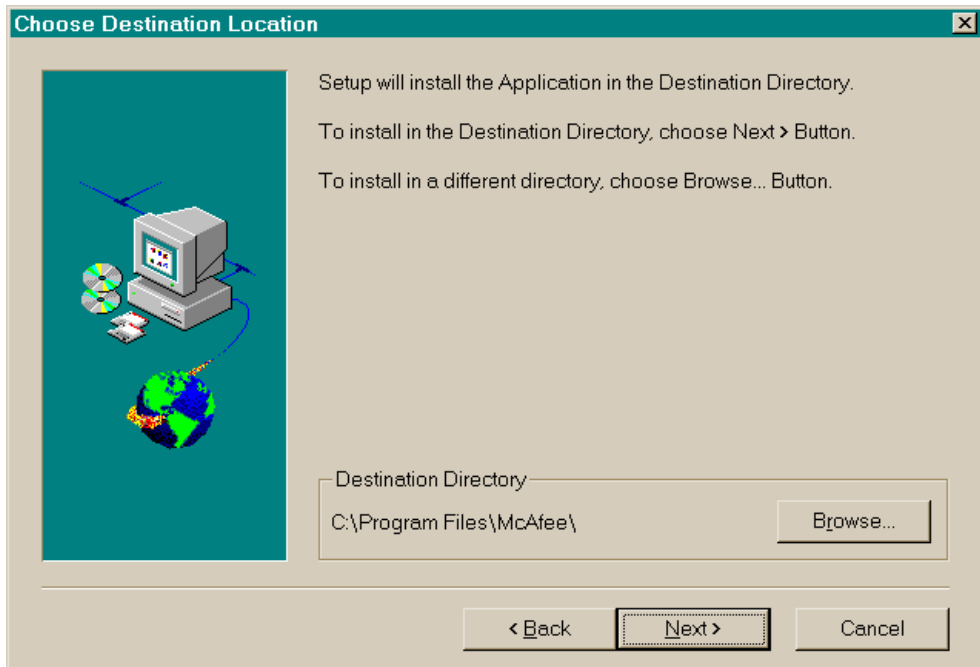 Choose Destination Location
Setup will install the Application in the Destination Directory.
To install in the Destination Directory, choose Next > Button.
To install in a different directory, choose Browse... Button.
Destination Directory
C:\Program Files\McAfee\
Browse...
< Back
Next >
Cancel